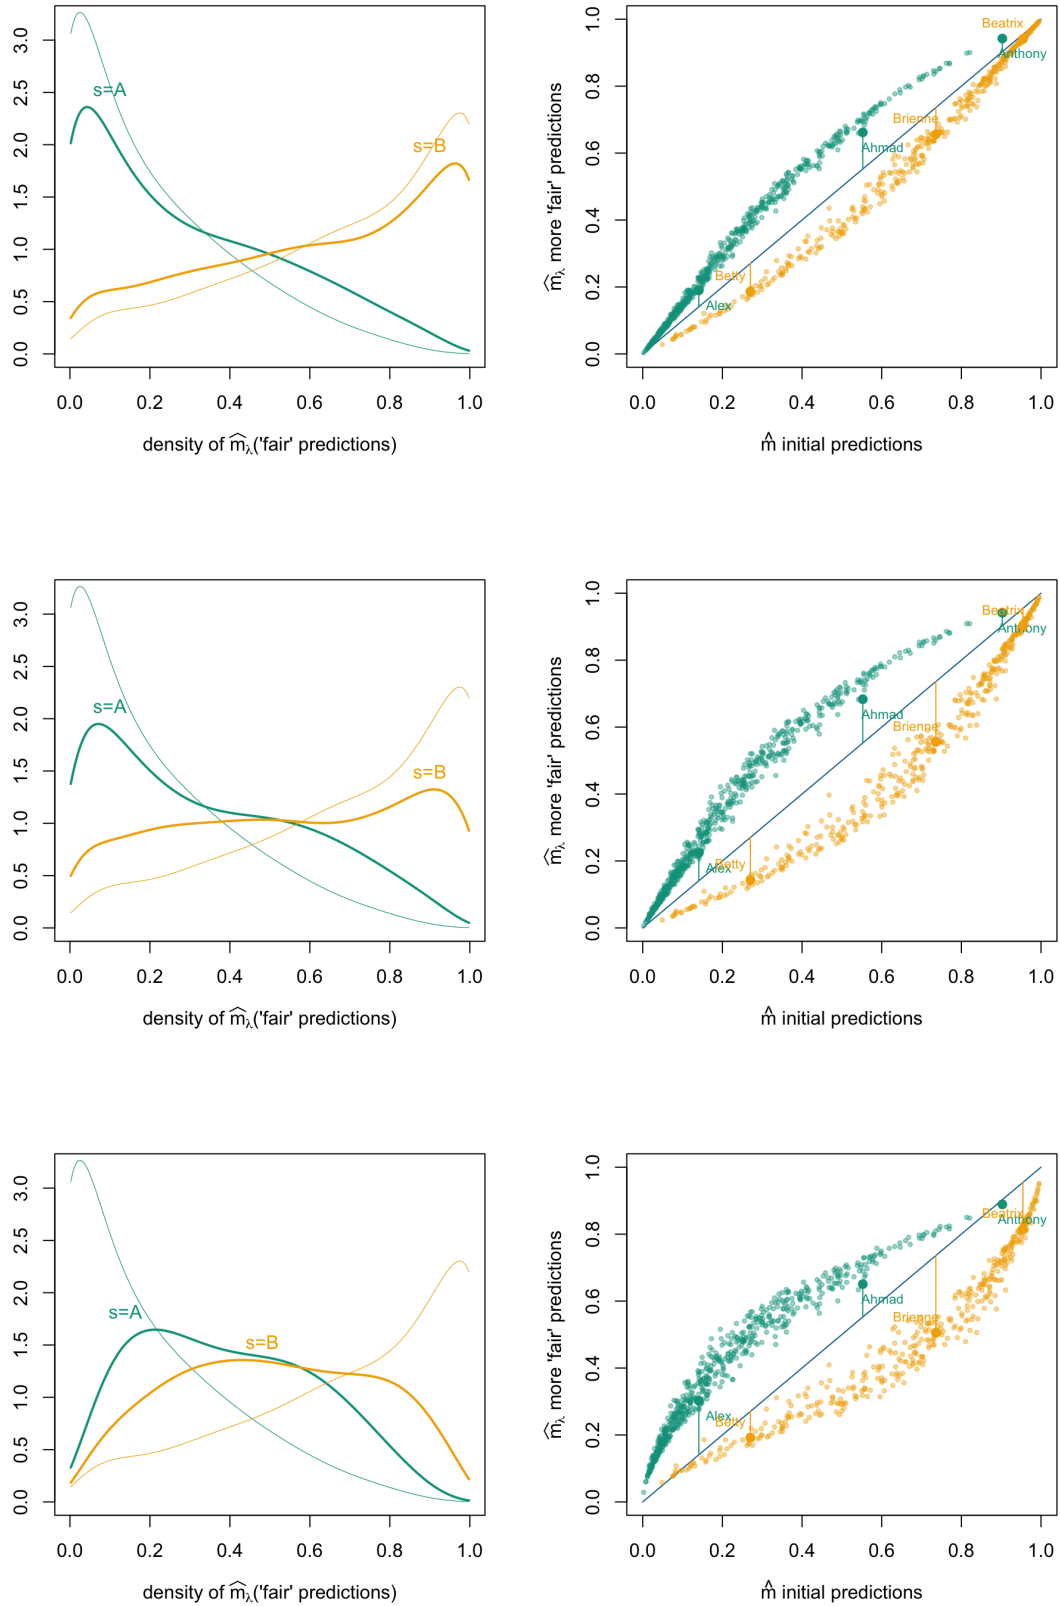 3.0
2.5
2.0
1.5
1.0
0.5
0.0
s=A
s=B
0.0 0.2 0.4 0.6 0.8 1.0
density of m̂λ('fair' predictions)
m̂λ more 'fair' predictions
1.0
0.8
0.6
0.4
0.2
0.0
Beatrix
Anthony
Brienne
Ahmad
Betty
Alex
0.0 0.2 0.4 0.6 0.8 1.0
m̂ initial predictions
3.0
2.5
2.0
1.5
1.0
0.5
0.0
s=A
s=B
0.0 0.2 0.4 0.6 0.8 1.0
density of m̂λ('fair' predictions)
m̂λ more 'fair' predictions
1.0
0.8
0.6
0.4
0.2
0.0
Beatrix
Anthony
Ahmad
Brienne
Betty
Alex
0.0 0.2 0.4 0.6 0.8 1.0
m̂ initial predictions
3.0
2.5
2.0
1.5
1.0
0.5
0.0
s=A
s=B
0.0 0.2 0.4 0.6 0.8 1.0
density of m̂λ('fair' predictions)
m̂λ more 'fair' predictions
1.0
0.8
0.6
0.4
0.2
0.0
Beatrix
Anthony
Ahmad
Brienne
Alex
Betty
0.0 0.2 0.4 0.6 0.8 1.0
m̂ initial predictions